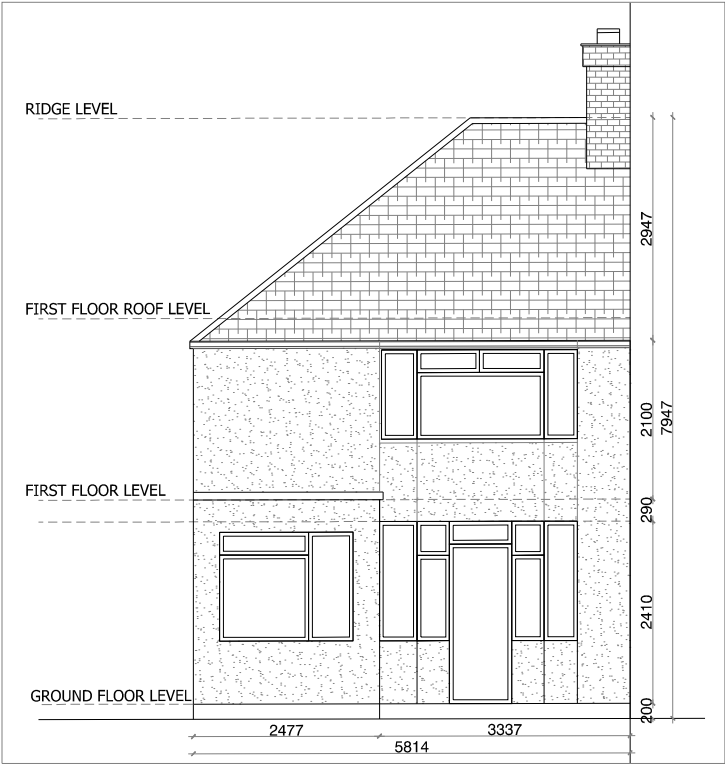 RIDGE LEVEL
2947
FIRST FLOOR ROOF LEVEL
2100
7947
FIRST FLOOR LEVEL
290
2410
GROUND FLOOR LEVEL
200
2477
3337
5814